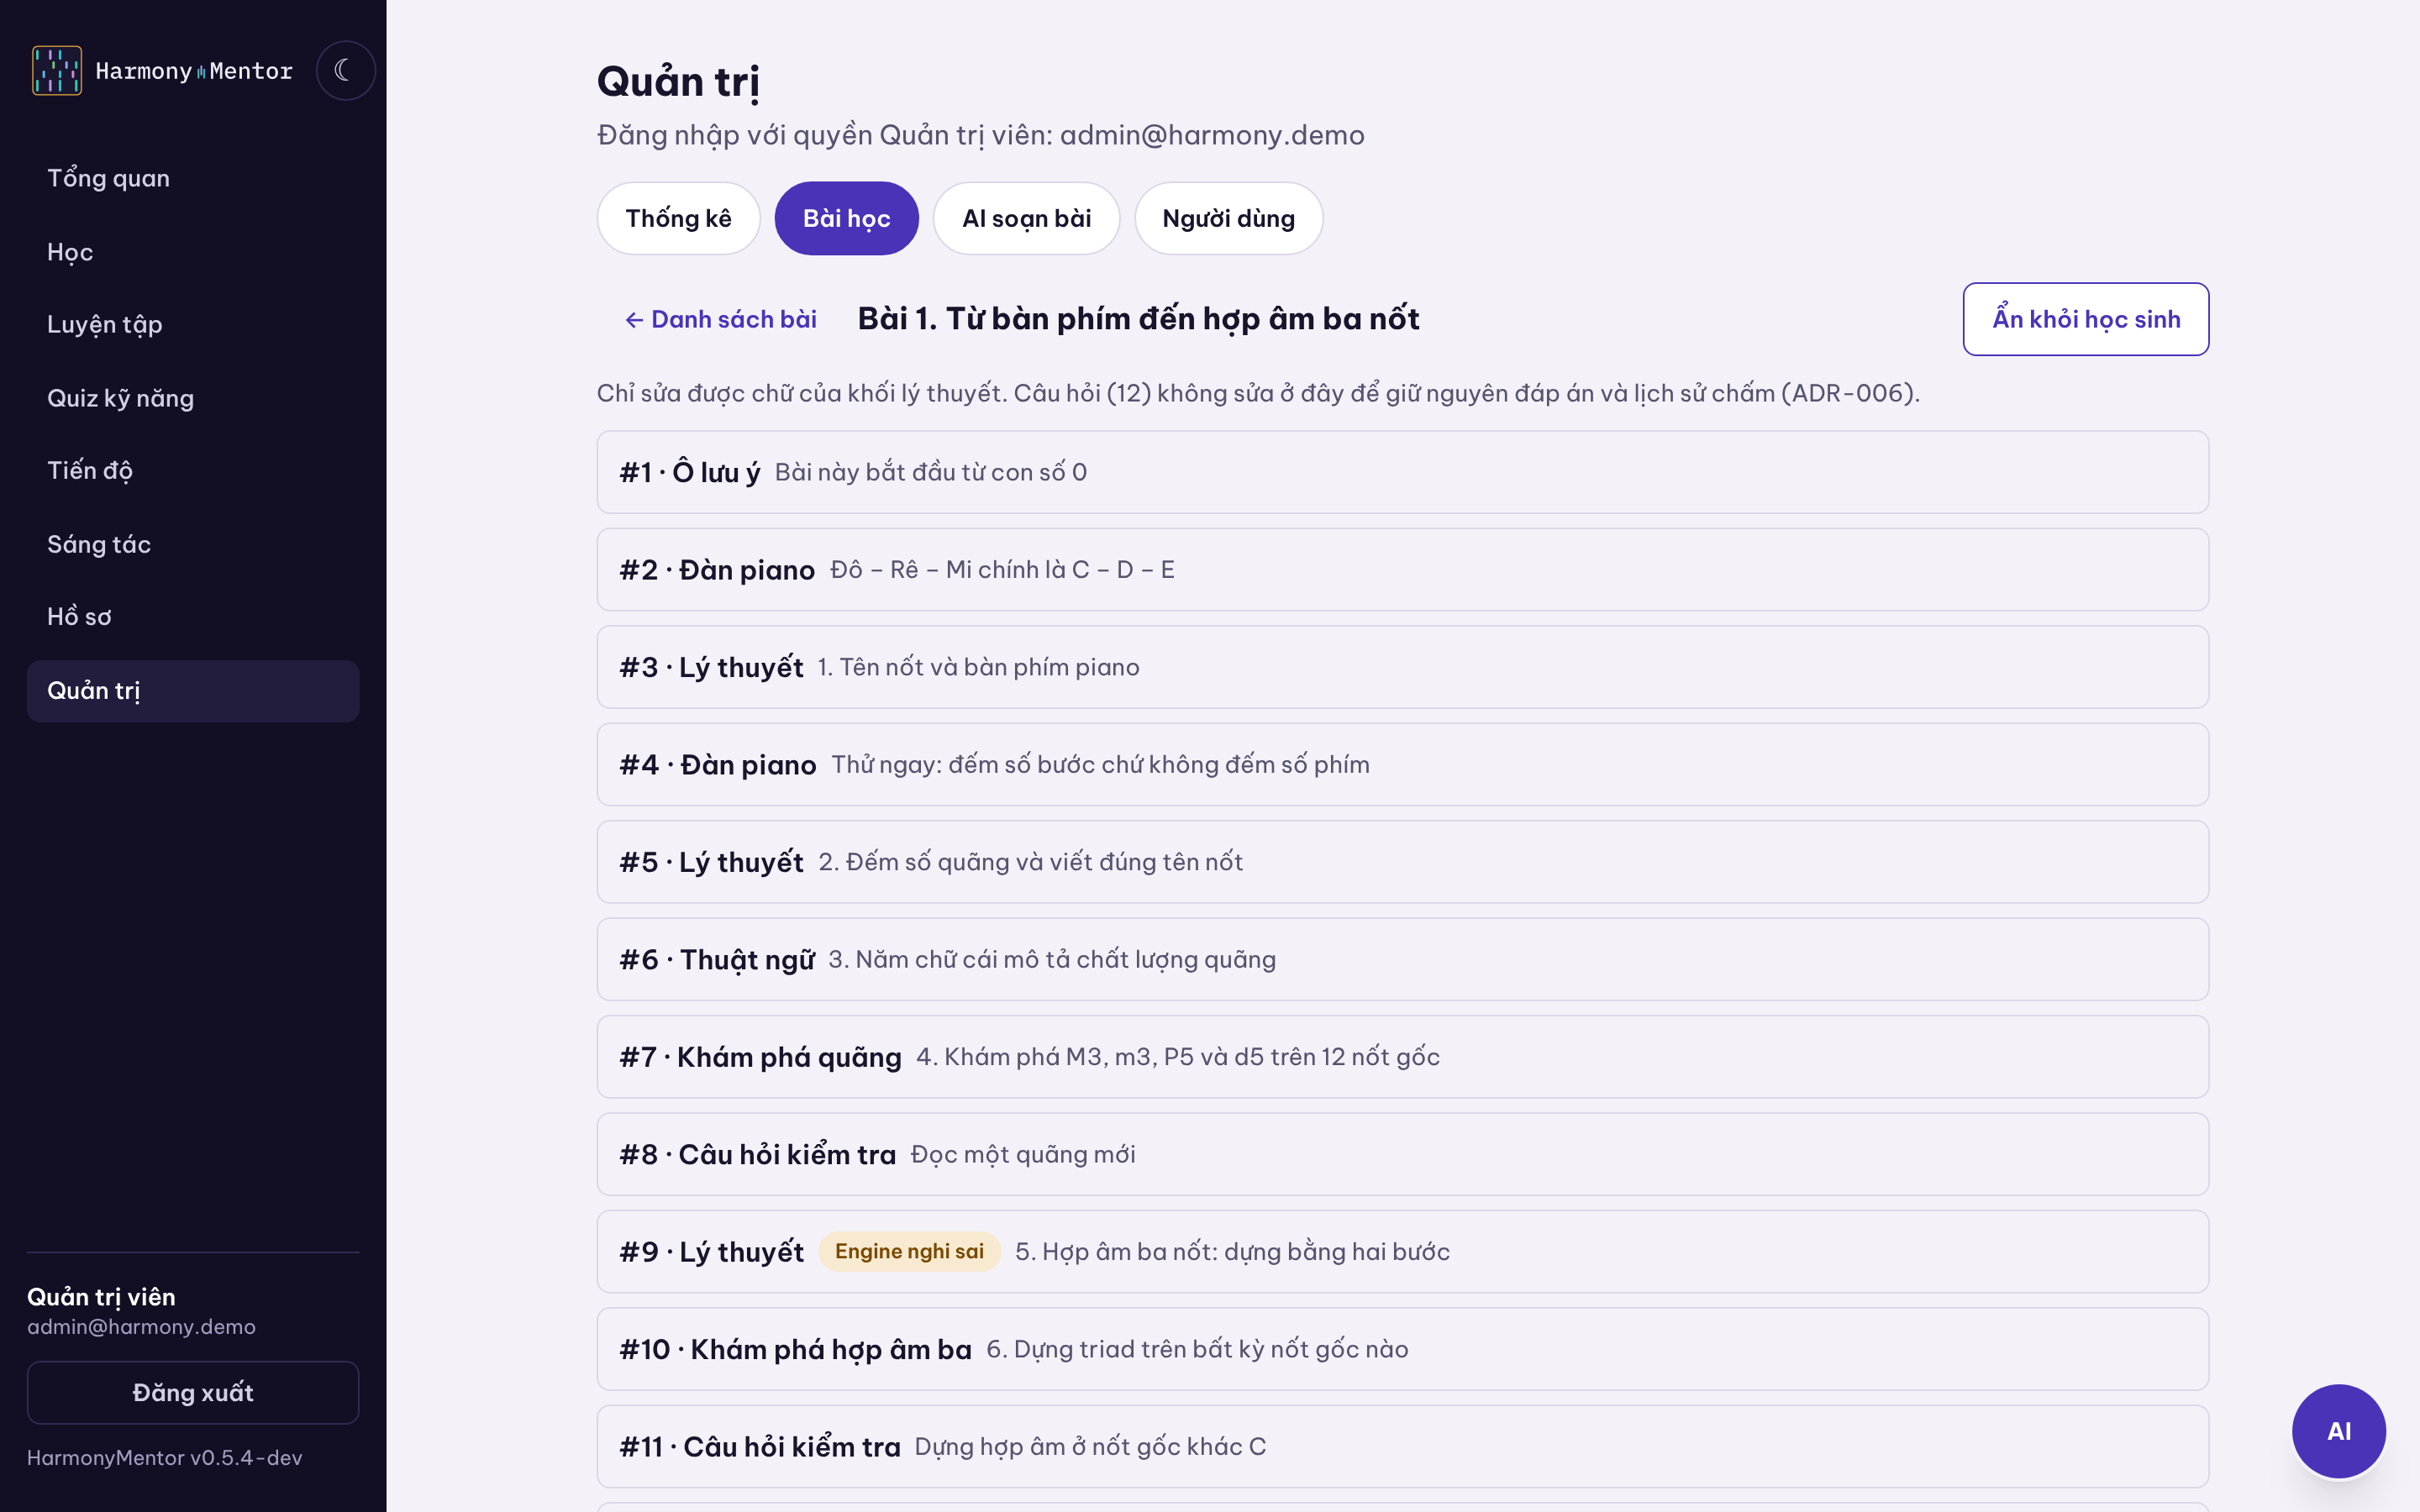 Harmony Mentor
Tổng quan
Học
Luyện tập
Quiz kỹ năng
Tiến độ
Sáng tác
Hồ sơ
Quản trị
Quản trị viên
admin@harmony.demo
Đăng xuất
HarmonyMentor v0.5.4-dev
Quản trị
Đăng nhập với quyền Quản trị viên: admin@harmony.demo
Thống kê Bài học AI soạn bài Người dùng
← Danh sách bài Bài 1. Từ bàn phím đến hợp âm ba nốt Ẩn khỏi học sinh
Chỉ sửa được chữ của khối lý thuyết. Câu hỏi (12) không sửa ở đây để giữ nguyên đáp án và lịch sử chấm (ADR-006).
#1 · Ô lưu ý Bài này bắt đầu từ con số 0
#2 · Đàn piano Đô – Rê – Mi chính là C – D – E
#3 · Lý thuyết 1. Tên nốt và bàn phím piano
#4 · Đàn piano Thử ngay: đếm số bước chứ không đếm số phím
#5 · Lý thuyết 2. Đếm số quãng và viết đúng tên nốt
#6 · Thuật ngữ 3. Năm chữ cái mô tả chất lượng quãng
#7 · Khám phá quãng 4. Khám phá M3, m3, P5 và d5 trên 12 nốt gốc
#8 · Câu hỏi kiểm tra Đọc một quãng mới
#9 · Lý thuyết Engine nghi sai 5. Hợp âm ba nốt: dựng bằng hai bước
#10 · Khám phá hợp âm ba 6. Dựng triad trên bất kỳ nốt gốc nào
#11 · Câu hỏi kiểm tra Dựng hợp âm ở nốt gốc khác C
AI